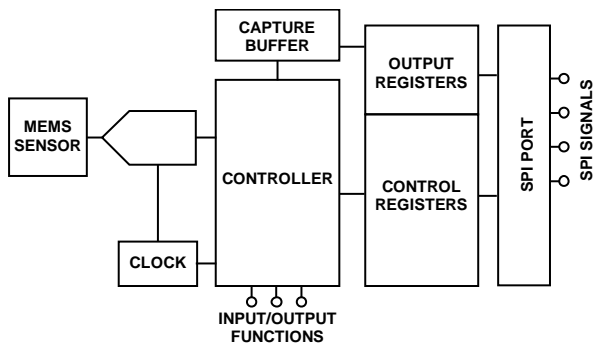 CAPTURE
BUFFER
OUTPUT
REGISTERS
MEMS
SENSOR
CONTROLLER
CONTROL
REGISTERS
CLOCK
SPI PORT
SPI SIGNALS
INPUT/OUTPUT
FUNCTIONS